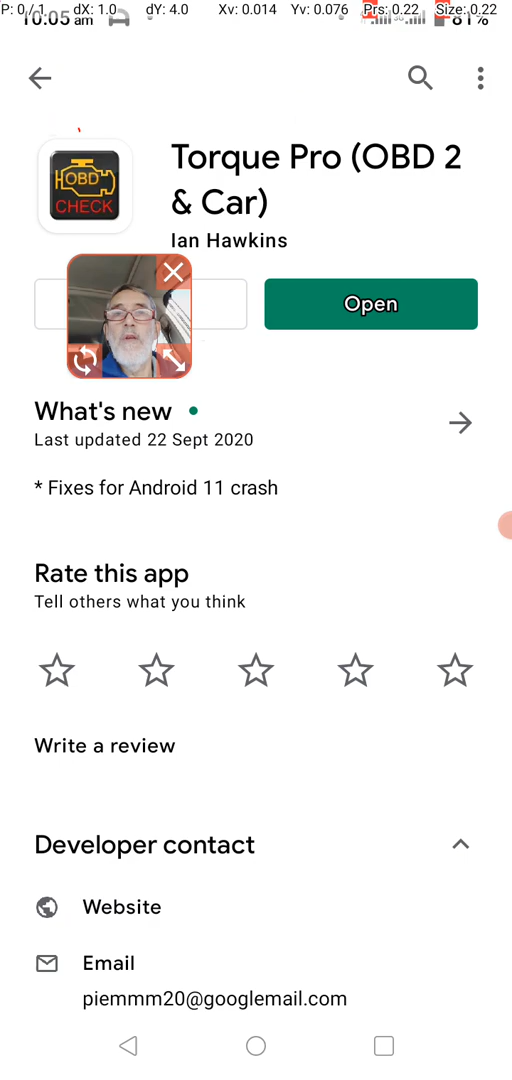 P: 0 / 1 dX: 1.0 dY: 4.0 Xv: 0.014 Yv: 0.076 Prs: 0.22 Size: 0.22
10:05 am 81%
Torque Pro (OBD 2
& Car)
OBD
CHECK
Ian Hawkins
Open
What's new
Last updated 22 Sept 2020
* Fixes for Android 11 crash
Rate this app
Tell others what you think
Write a review
Developer contact
Website
Email
piemmm20@googlemail.com